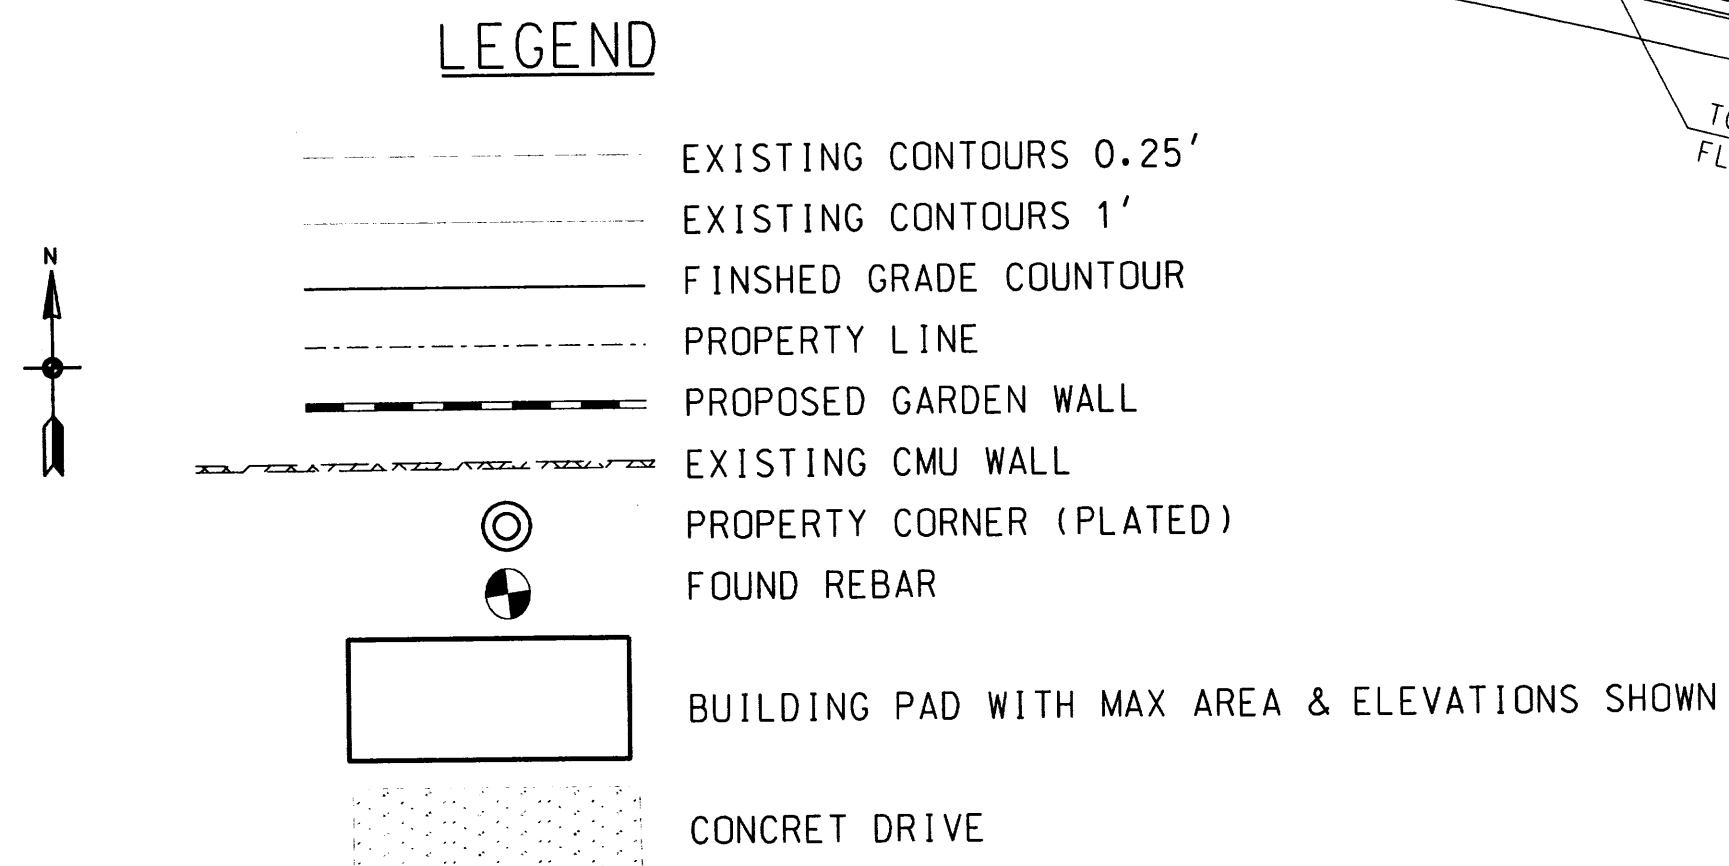 LEGEND
EXISTING CONTOURS 0.25'
EXISTING CONTOURS 1'
N
FINSHED GRADE COUNTOUR
PROPERTY LINE
PROPOSED GARDEN WALL
EXISTING CMU WALL
PROPERTY CORNER (PLATED)
FOUND REBAR
BUILDING PAD WITH MAX AREA & ELEVATIONS SHOWN
CONCRET DRIVE